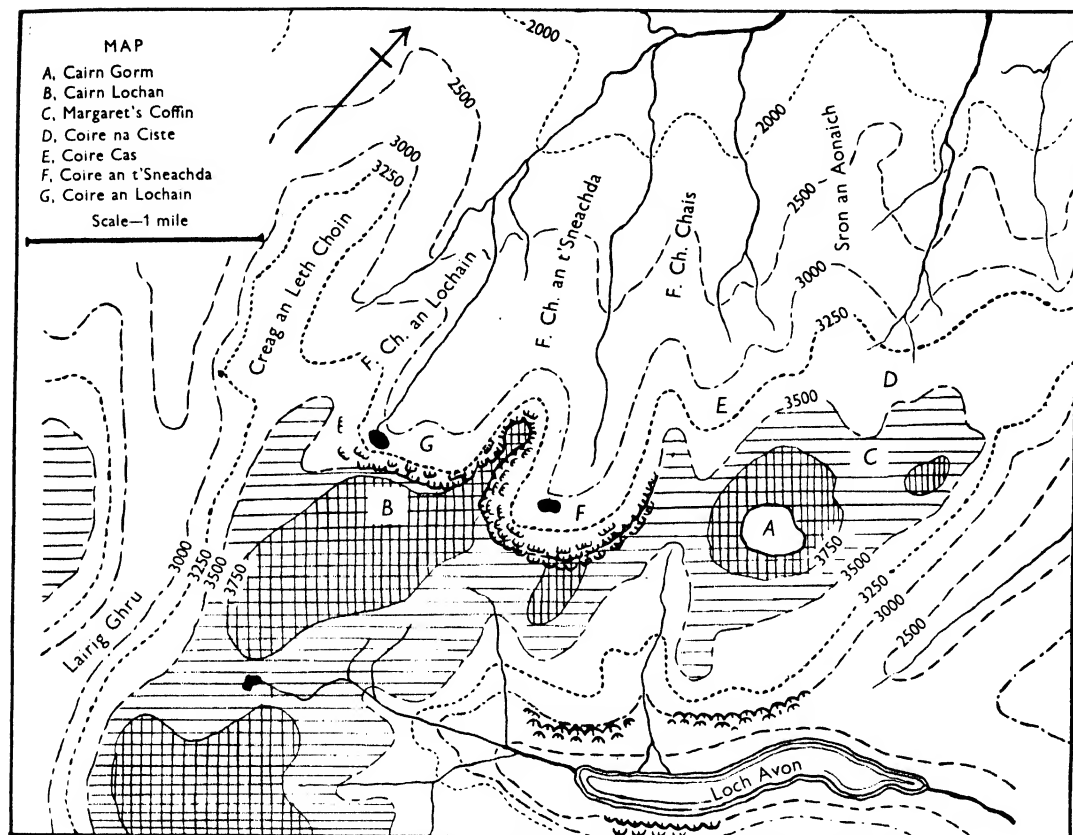 MAP
A, Cairn Gorm
B, Cairn Lochan
C, Margaret's Coffin
D, Coire na Ciste
E, Coire Cas
F, Coire an t'Sneachda
G, Coire an Lochain
Scale—1 mile
2000
2500
3000
3250
Creag an Leth Choin
F. Ch. an Lochain
F. Ch. an t'Sneachda
F. Ch. Chais
2000
2500
Sron an Aonaich
3000
3250
3500
D
E
C
G
B
F
A
3750
3500
3250
3000
2500
3000
3250
3500
3750
Lairig Ghru
Loch Avon